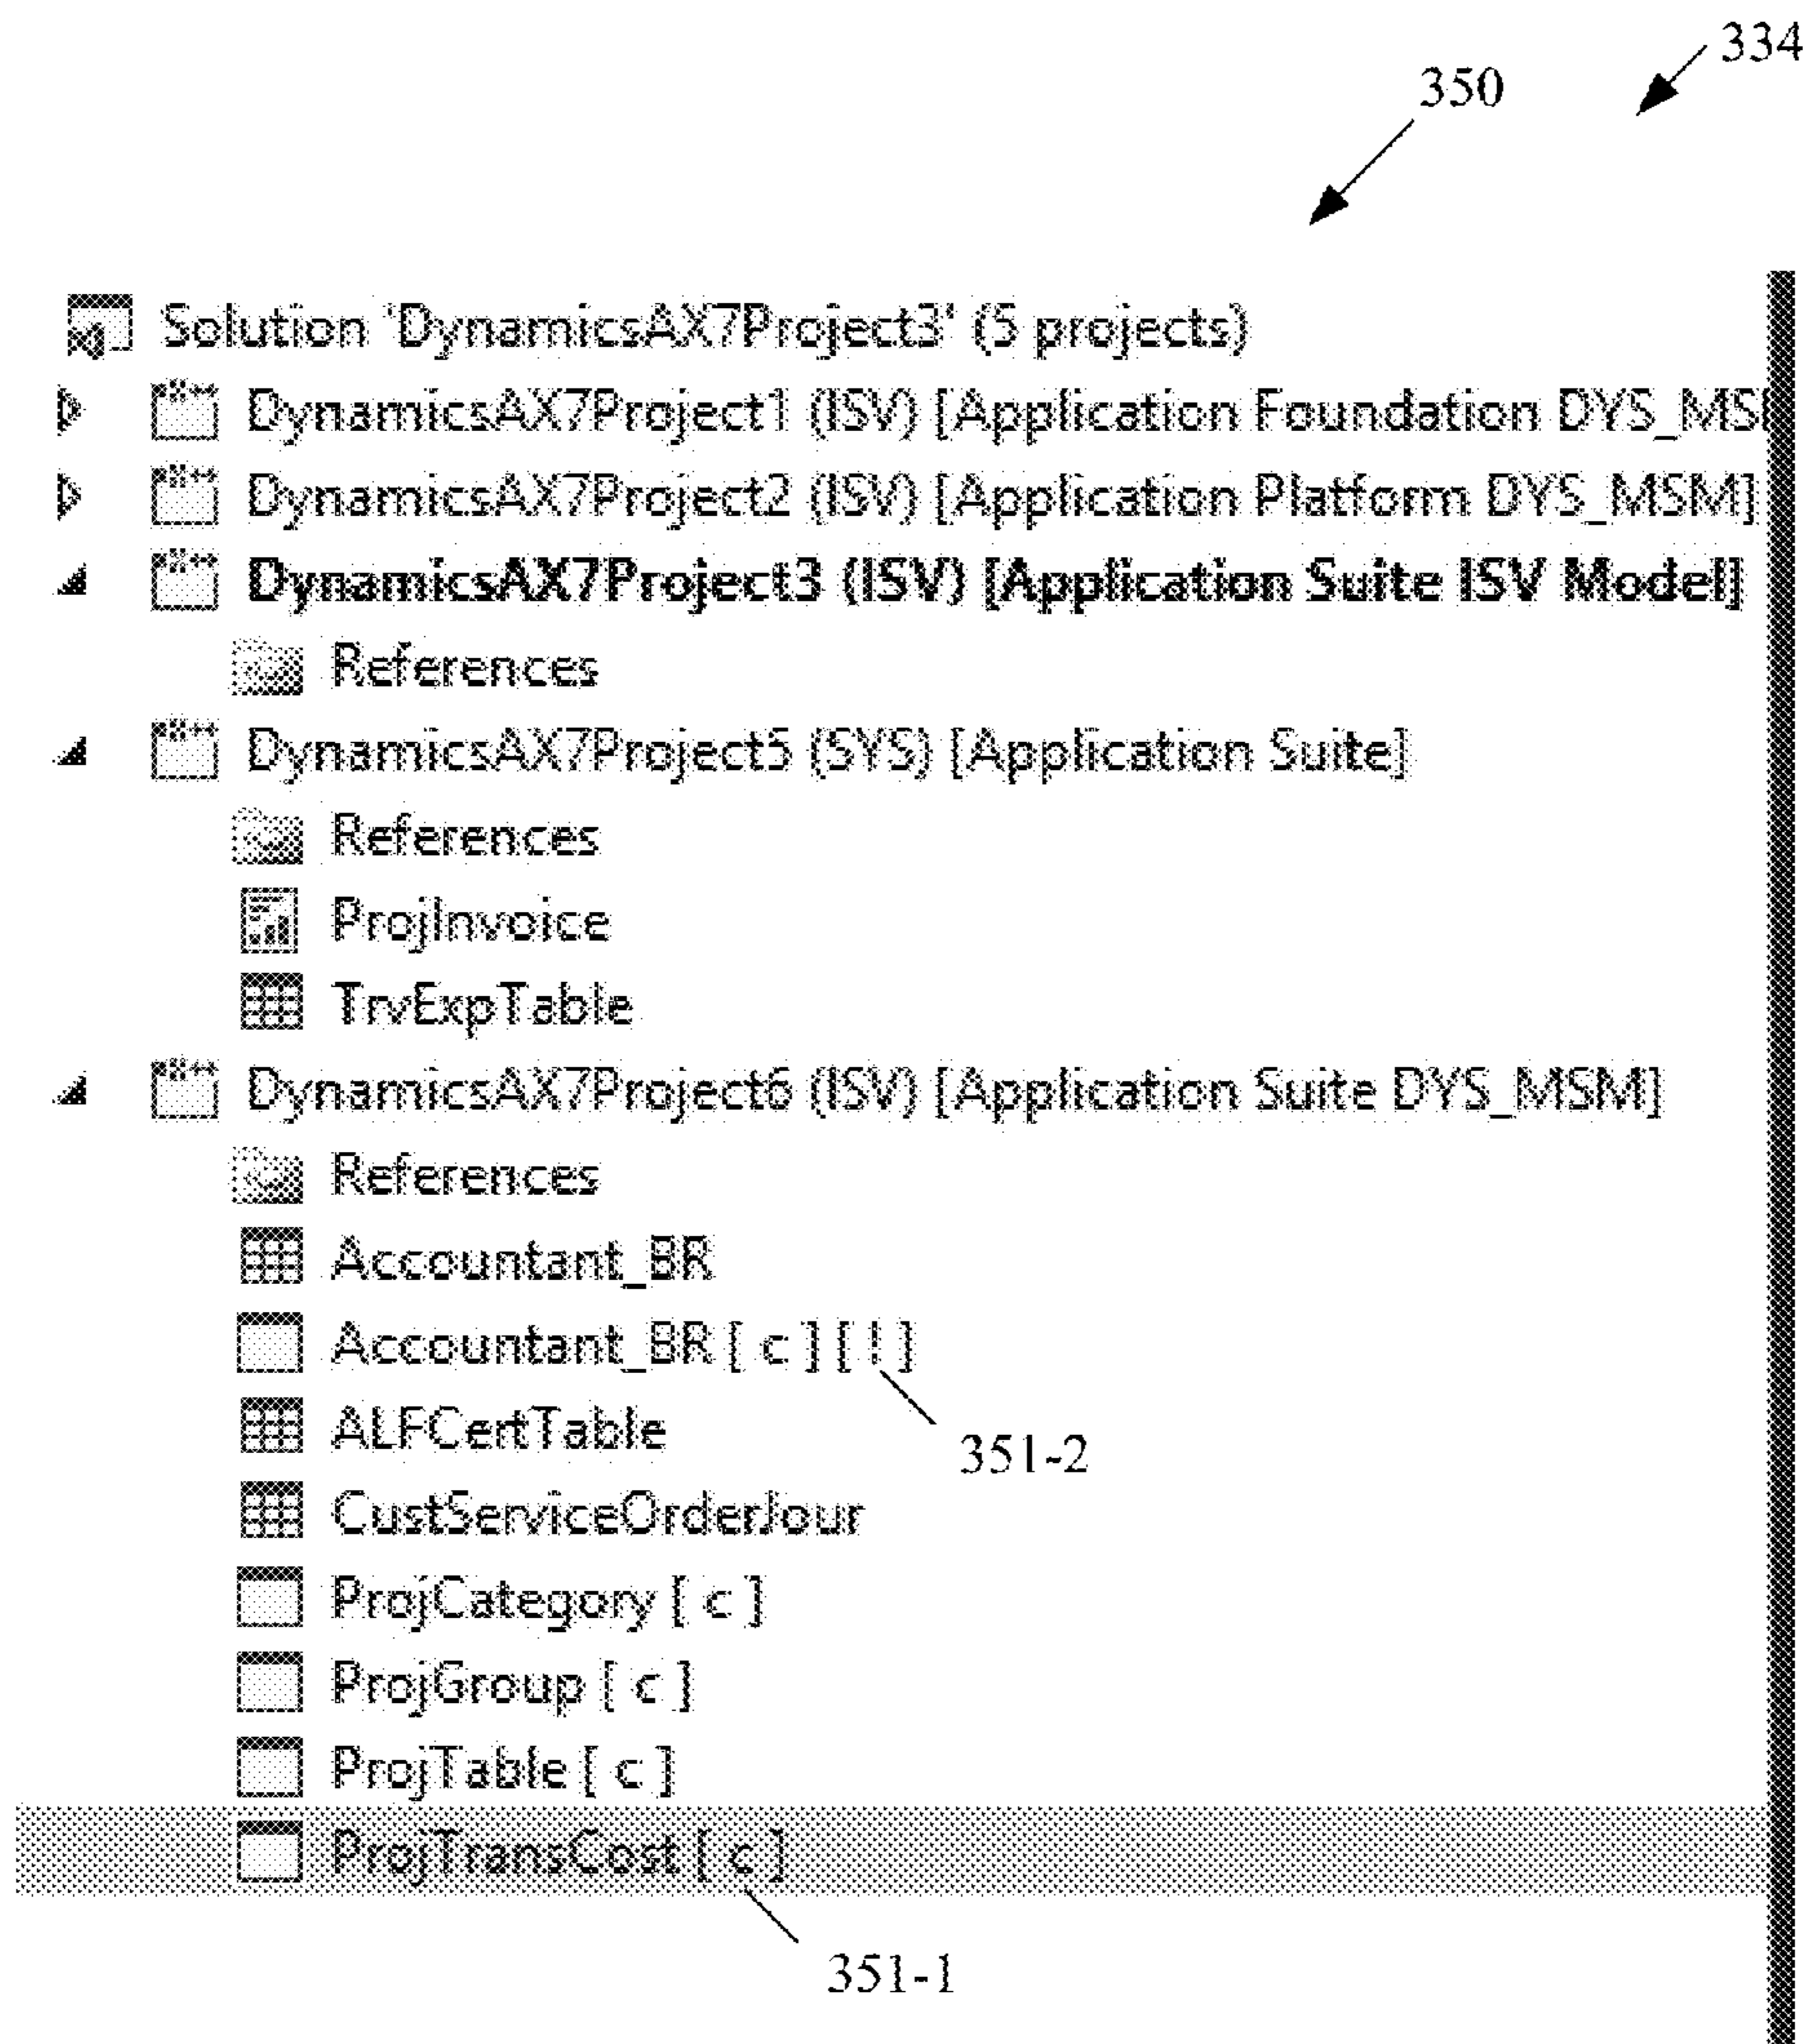 334
350
Solution 'DynamicsAX7Project3' (5 projects)
DynamicsAX7Project1 (ISV) [Application Foundation DYS_MSM
DynamicsAX7Project2 (ISV) [Application Platform DYS_MSM]
DynamicsAX7Project3 (ISV) [Application Suite ISV Model]
References
DynamicsAX7Project5 (SYS) [Application Suite]
References
ProjInvoice
TrvExpTable
DynamicsAX7Project6 (ISV) [Application Suite DYS_MSM]
References
Accountant_BR
Accountant_BR [ c ] [ ! ]
ALFCertTable
351-2
CustServiceOrderJour
ProjCategory [ c ]
ProjGroup [ c ]
ProjTable [ c ]
ProjTransCost [ c ]
351-1